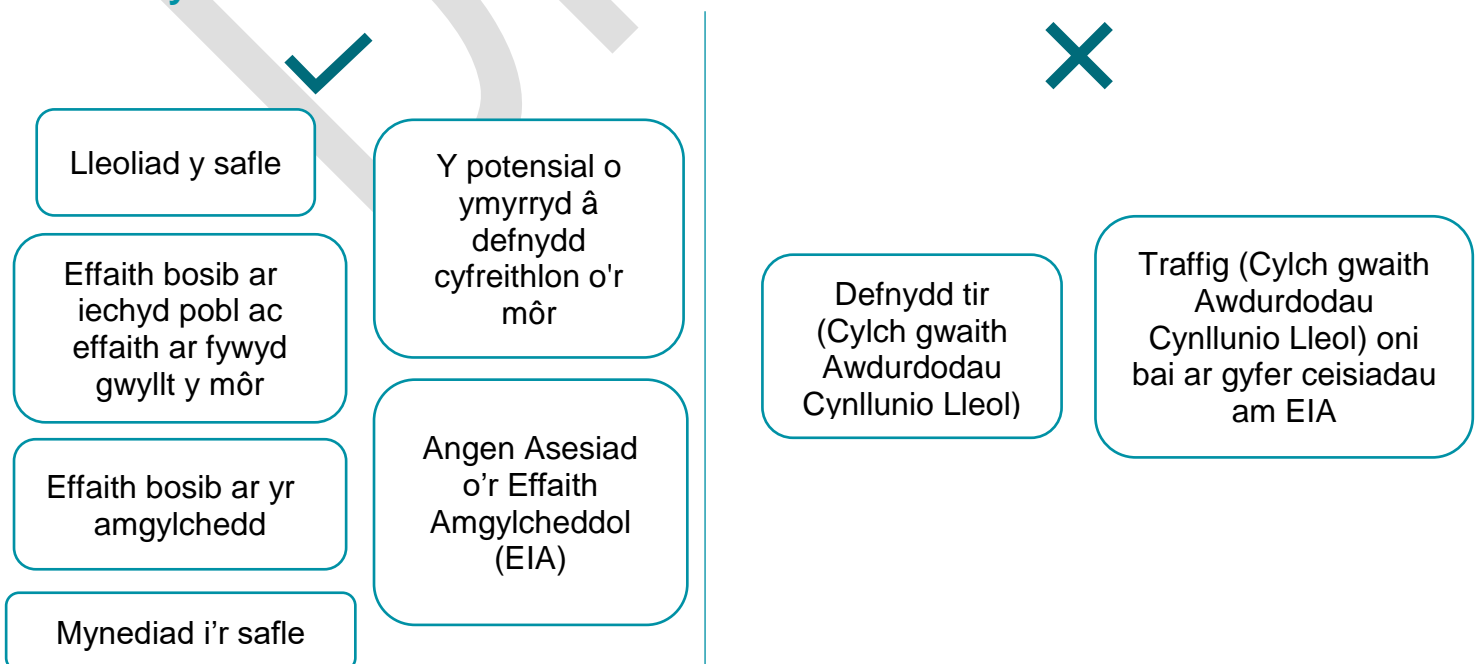 Lleoliad y safle
Effaith bosib ar
iechyd pobl ac
effaith ar fywyd
gwyllt y môr
Effaith bosib ar yr
amgylchedd
Mynediad i'r safle
Y potensial o
ymyrryd â
defnydd
cyfreithlon o'r
môr
Angen Asesiad
o’r Effaith
Amgylcheddol
(EIA)
Defnydd tir
(Cylch gwaith
Awdurdodau
Cynllunio Lleol)
Traffig (Cylch gwaith
Awdurdodau
Cynllunio Lleol) oni
bai ar gyfer ceisiadau
am EIA